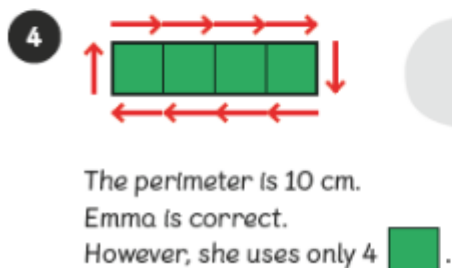 4
The perimeter is 10 cm.
Emma is correct.
However, she uses only 4 .